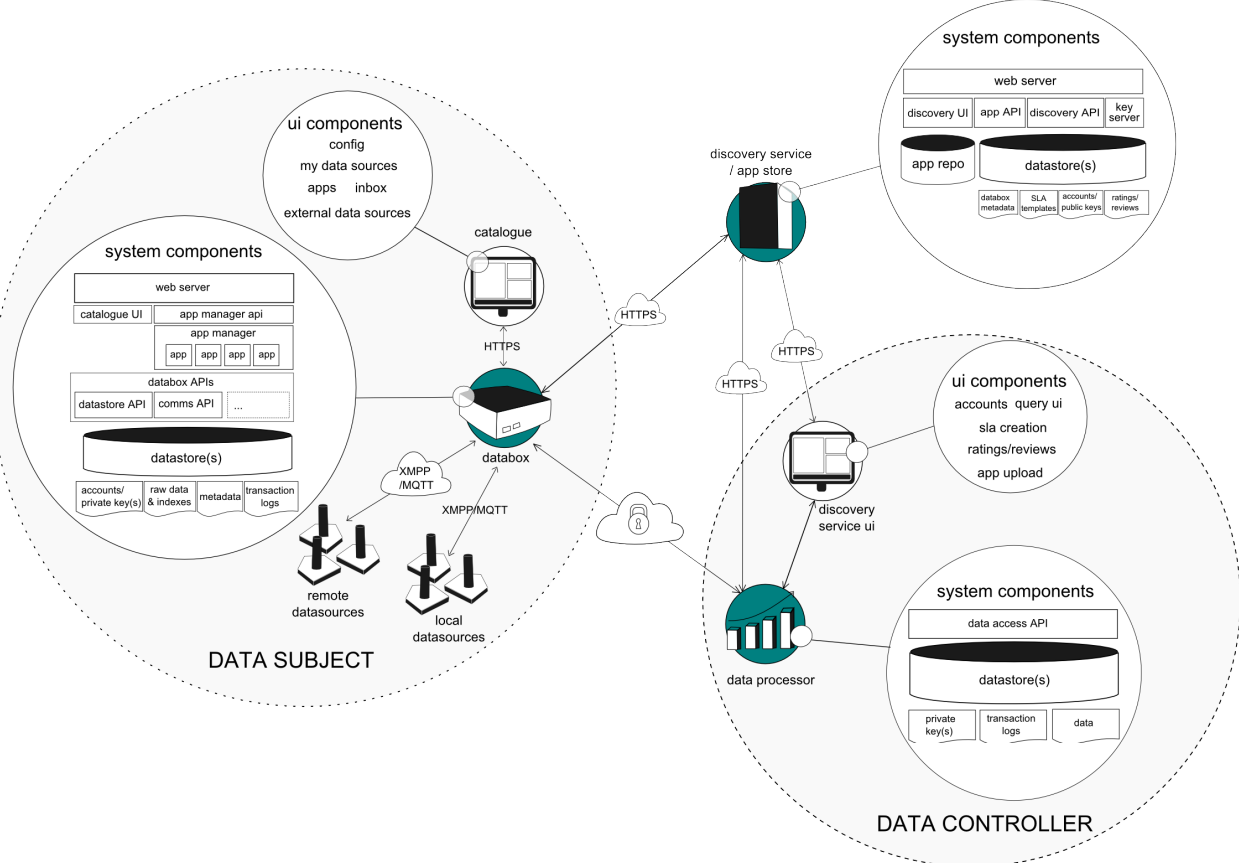 system components
web server
discovery UI
app API
discovery API
key
server
app repo
datastore(s)
databox
metadata
SLA
templates
accounts/
public keys
ratings/
reviews
discovery service
/ app store
ui components
config
my data sources
apps inbox
external data sources
catalogue
system components
web server
catalogue UI
app manager api
app manager
app
app
app
app
databox APIs
datastore API
comms API
...
datastore(s)
accounts/
private key(s)
raw data
& indexes
metadata
transaction
logs
HTTPS
databox
XMPP
/MQTT
XMPP/MQTT
remote
datasources
local
datasources
DATA SUBJECT
HTTPS
HTTPS
HTTPS
ui components
accounts query ui
sla creation
ratings/reviews
app upload
discovery
service ui
data processor
system components
data access API
datastore(s)
private
key(s)
transaction
logs
data
DATA CONTROLLER